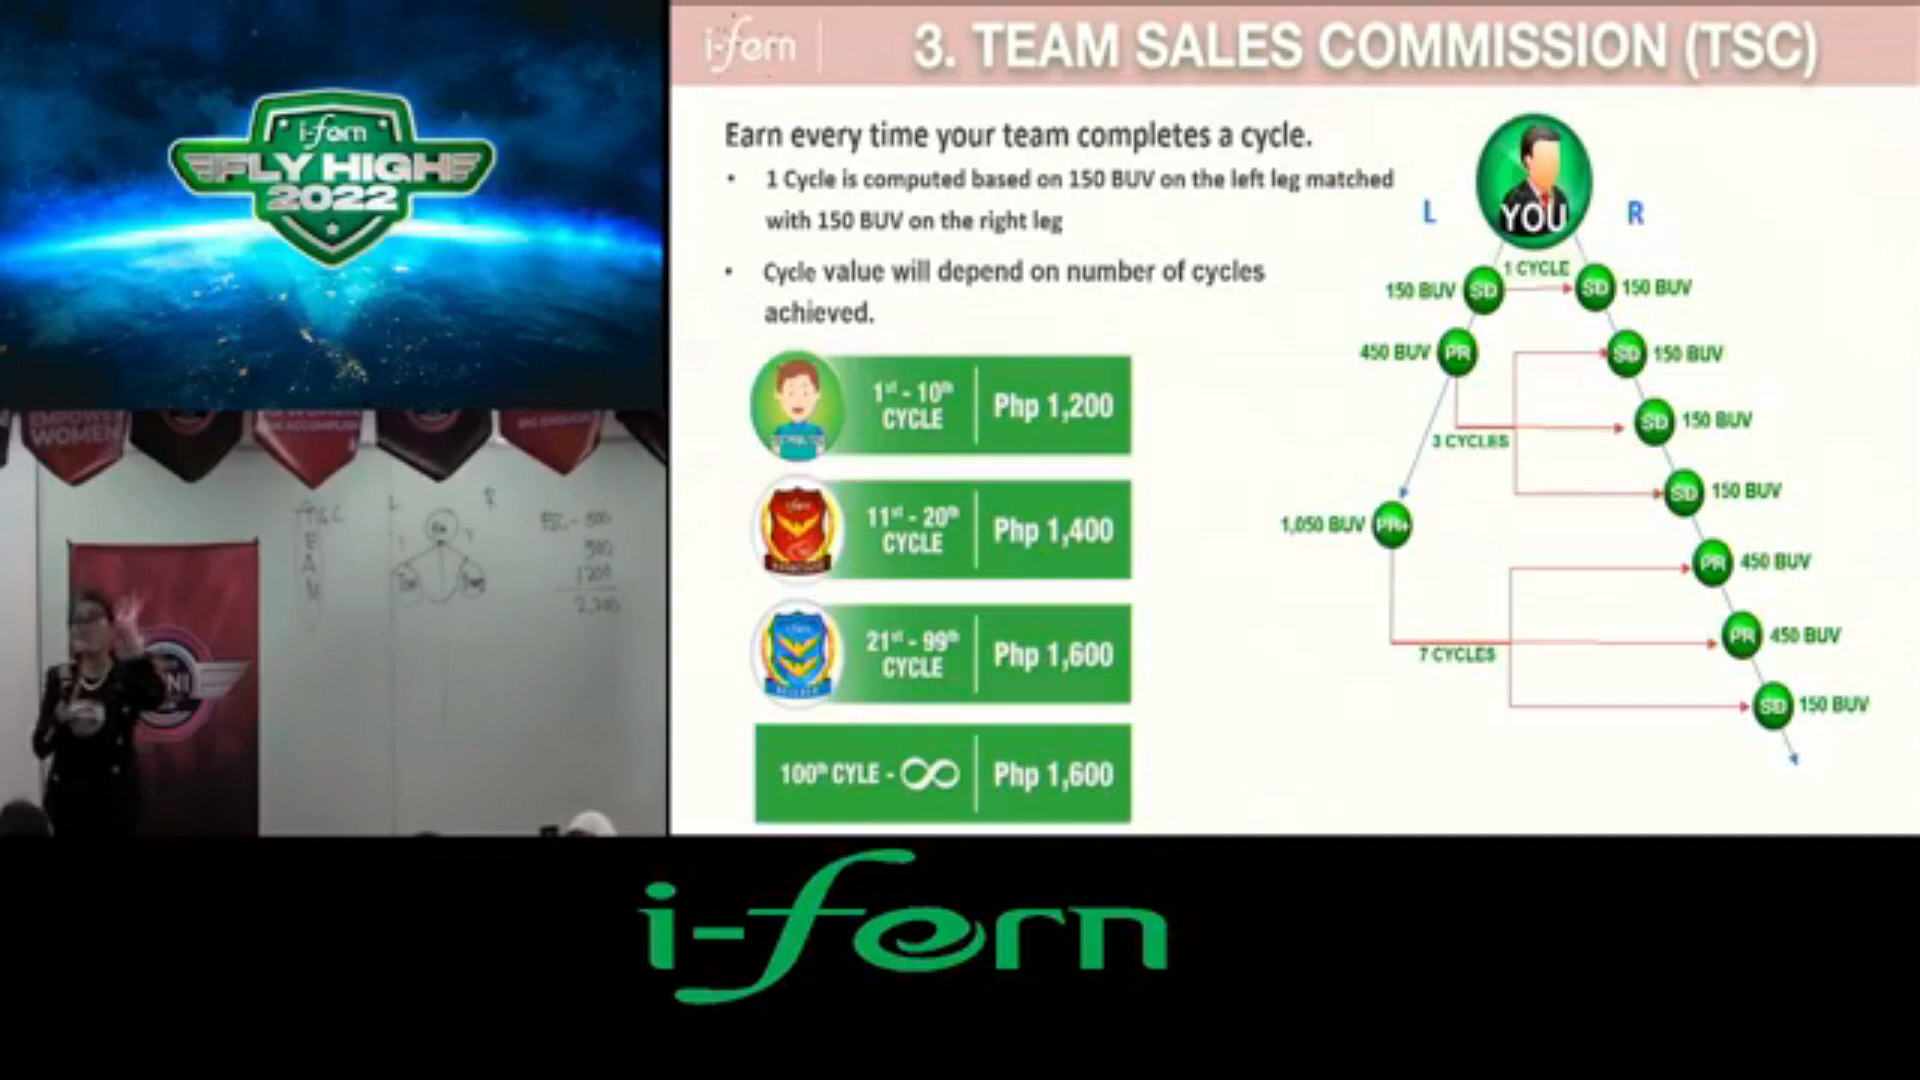 i-fern
FLY HIGH
2022
EMPOWER
WOMEN
i-fern
3. TEAM SALES COMMISSION (TSC)
Earn every time your team completes a cycle.
• 1 Cycle is computed based on 150 BUV on the left leg matched
with 150 BUV on the right leg
• Cycle value will depend on number of cycles
achieved.
1st - 10th
CYCLE
Php 1,200
11st - 20th
CYCLE
Php 1,400
21st - 99th
CYCLE
Php 1,600
100th CYLE - ∞
Php 1,600
YOU
L
R
1 CYCLE
150 BUV SD
SD 150 BUV
450 BUV PR
SD 150 BUV
SD 150 BUV
3 CYCLES
SD 150 BUV
1,050 BUV PR+
PR 450 BUV
PR 450 BUV
7 CYCLES
SD 150 BUV
i-fern